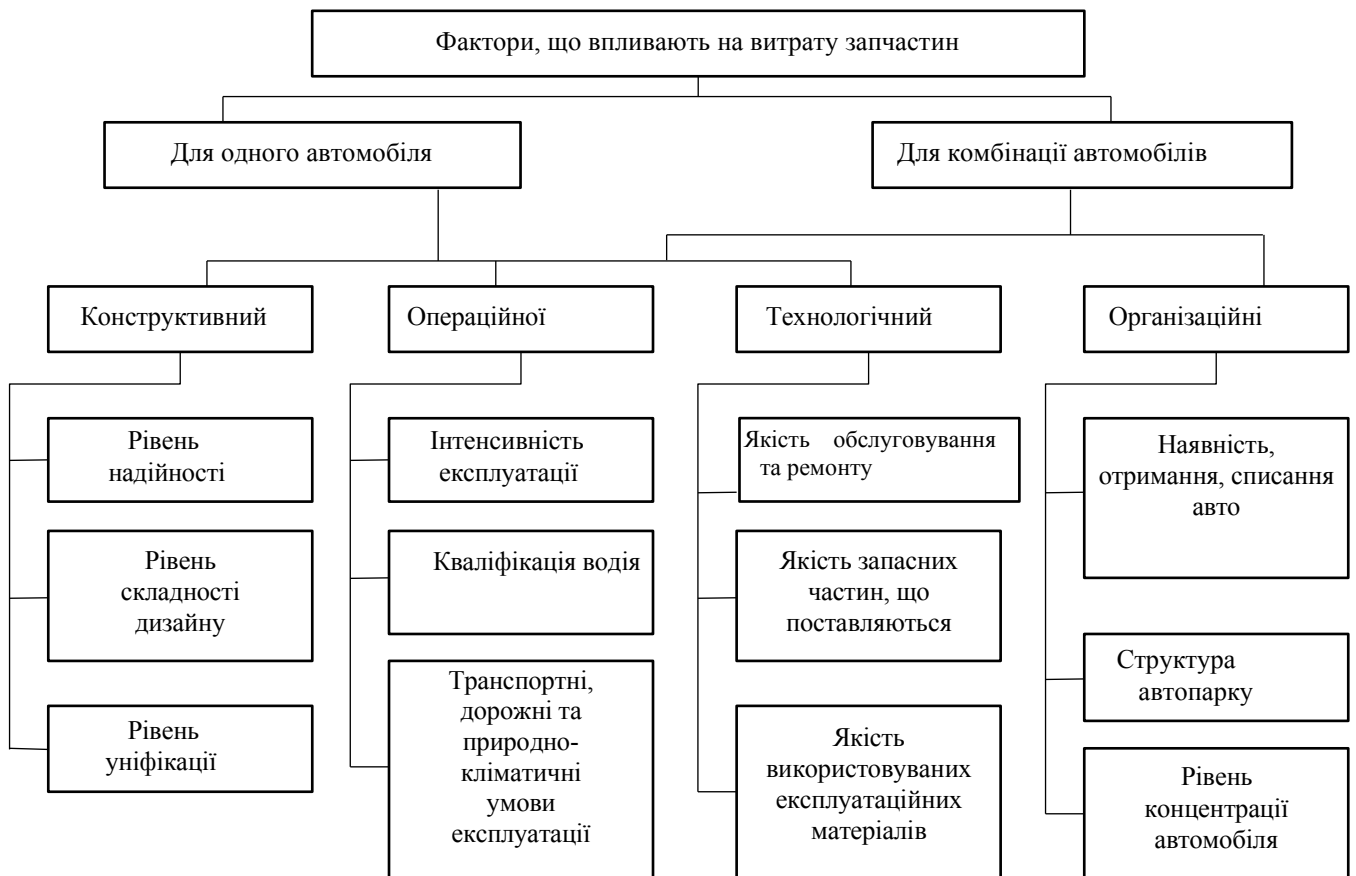 Фактори, що впливають на витрату запчастин
Для одного автомобіля
Для комбінації автомобілів
Конструктивний
Операційної
Технологічний
Організаційні
Рівень
надійності
Рівень
складності
дизайну
Рівень
уніфікації
Інтенсивність
експлуатації
Кваліфікація водія
Транспортні,
дорожні та
природно-
кліматичні
умови
експлуатації
Якість обслуговування
та ремонту
Якість запасних
частин, що
поставляються
Якість
використовуваних
експлуатаційних
матеріалів
Наявність,
отримання, списання
авто
Структура
автопарку
Рівень
концентрації
автомобіля